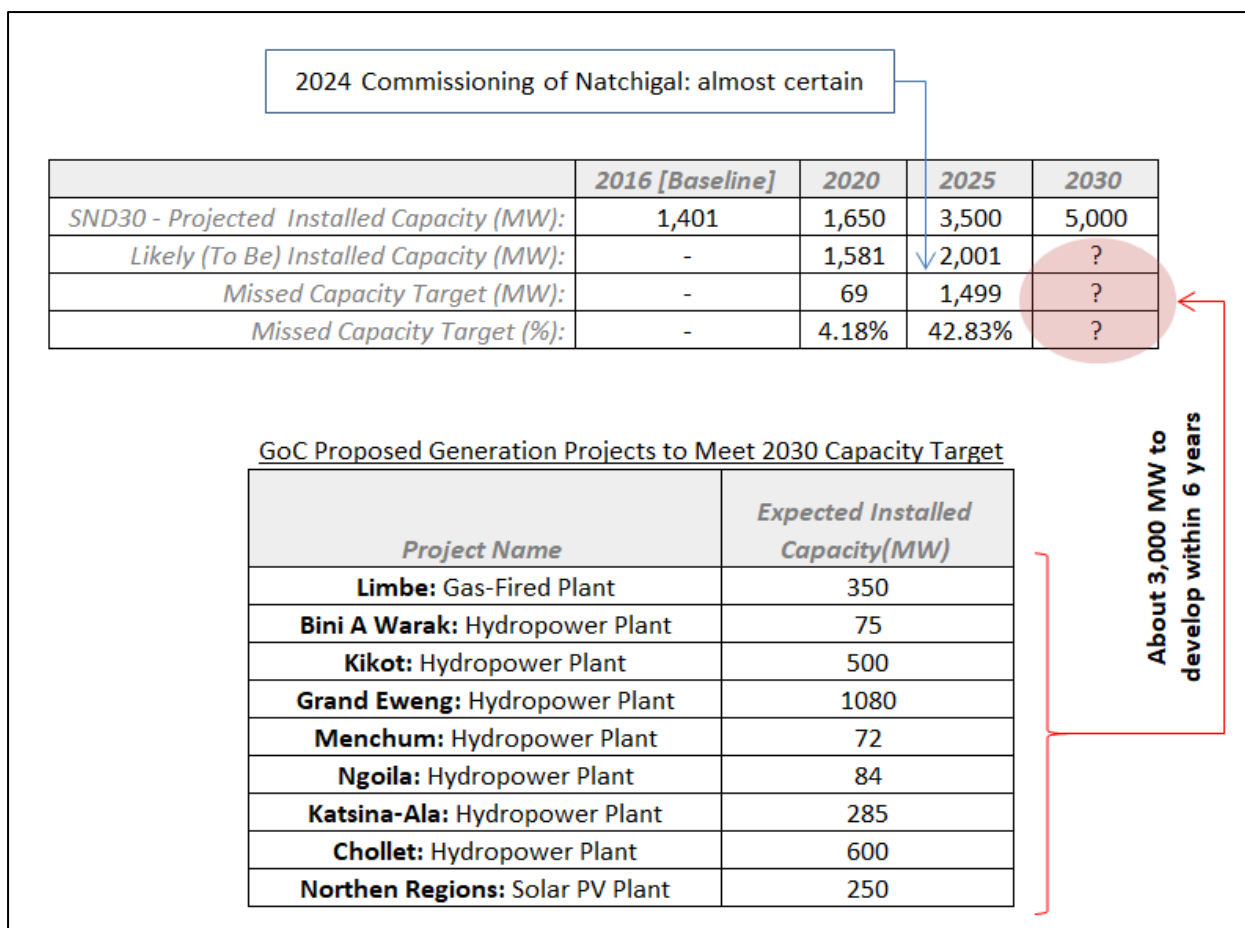 2024 Commissioning of Natchigal: almost certain
2016 [Baseline] 2020 2025 2030
SND30 - Projected Installed Capacity (MW): 1,401 1,650 3,500 5,000
Likely (To Be) Installed Capacity (MW): - 1,581 2,001 ?
Missed Capacity Target (MW): - 69 1,499 ?
Missed Capacity Target (%): - 4.18% 42.83% ?
About 3,000 MW to
develop within 6 years
GoC Proposed Generation Projects to Meet 2030 Capacity Target
Project Name Expected Installed
Capacity(MW)
Limbe: Gas-Fired Plant 350
Bini A Warak: Hydropower Plant 75
Kikot: Hydropower Plant 500
Grand Eweng: Hydropower Plant 1080
Menchum: Hydropower Plant 72
Ngoila: Hydropower Plant 84
Katsina-Ala: Hydropower Plant 285
Chollet: Hydropower Plant 600
Northen Regions: Solar PV Plant 250